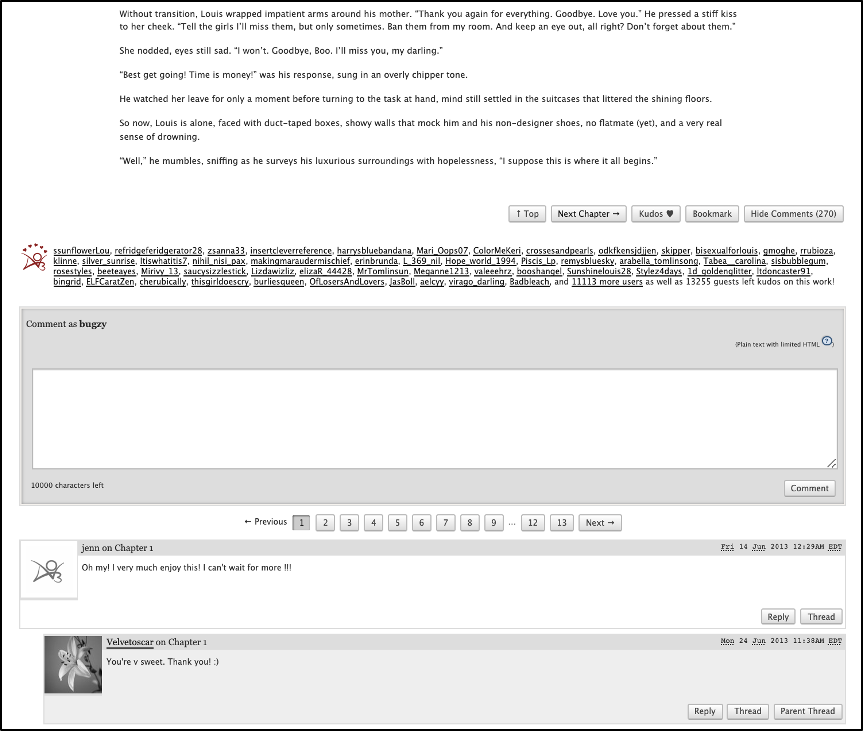 Without transition, Louis wrapped impatient arms around his mother. “Thank you again for everything. Goodbye. Love you.” He pressed a stiff kiss
to her cheek. “Tell the girls I’ll miss them, but only sometimes. Ban them from my room. And keep an eye out, all right? Don’t forget about them.”
She nodded, eyes still sad. “I won’t. Goodbye, Boo. I’ll miss you, my darling.”
“Best get going! Time is money!” was his response, sung in an overly chipper tone.
He watched her leave for only a moment before turning to the task at hand, mind still settled in the suitcases that littered the shining floors.
So now, Louis is alone, faced with duct-taped boxes, showy walls that mock him and his non-designer shoes, no flatmate (yet), and a very real
sense of drowning.
“Well,” he mumbles, sniffing as he surveys his luxurious surroundings with hopelessness, “I suppose this is where it all begins.”
↑ Top Next Chapter → Kudos ♥ Bookmark Hide Comments (270)
ssunflowerLou, refridgeferidgerator28, zsanna33, insertcleverreference, harrysbluebandana, Mari_Oops07, ColorMeKeri, crossesandpearls, odkfkensjdjjen, skipper, bisexualforlouis, gmoghe, rrubioza,
klinne, silver_sunrise, Itiswhatitis7, nihil_nisi_pax, makingmaraudermischief, erinbrunda, L_369_nil, Hope_world_1994, Piscis_Lp, remysbluesky, arabella_tomlinsong, Tabea__carolina, sisbubblegum,
rosestyles, beeteayes, Mirivy_13, saucysizzlestick, Lizdawizliz, elizaR_44428, MrTomlinsun, Meganne1213, valeeehrz, booshangel, Sunshinelouis28, Stylez4days, 1d_goldenglitter, ltdoncaster91,
bingrid, ELFCaratZen, cherubically, thisgirldoescry, burliesqueen, OfLosersAndLovers, JasBoll, aelcyy, virago_darling, Badbleach, and 11113 more users as well as 13255 guests left kudos on this work!
Comment as bugzy
(Plain text with limited HTML ?)
10000 characters left
Comment
← Previous 1 2 3 4 5 6 7 8 9 ... 12 13 Next →
jenn on Chapter 1 Fri 14 Jun 2013 12:29AM EDT
Oh my! I very much enjoy this! I can't wait for more !!!
Reply Thread
Velvetoscar on Chapter 1 Mon 24 Jun 2013 11:38AM EDT
You're v sweet. Thank you! :)
Reply Thread Parent Thread